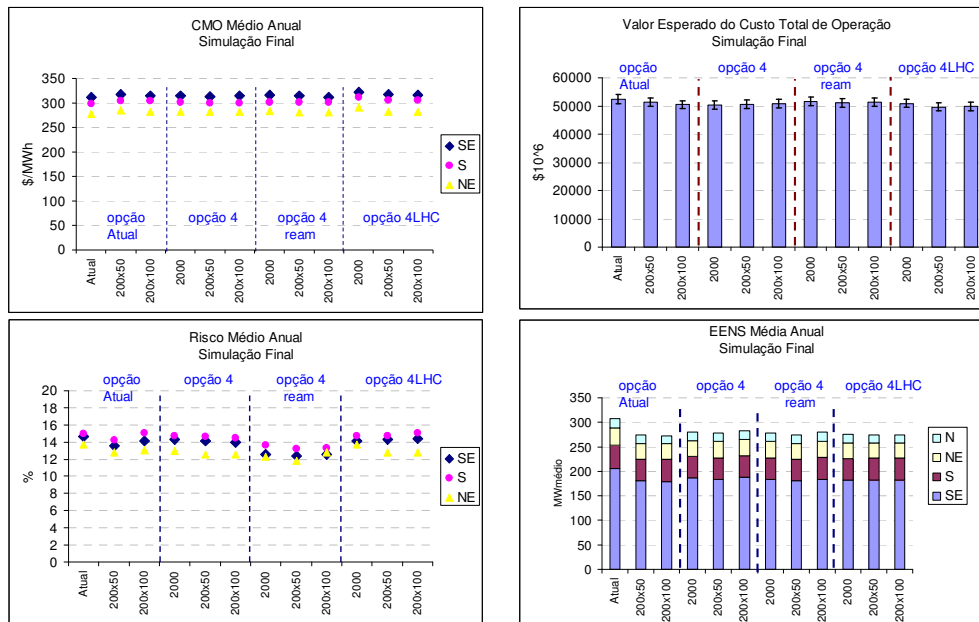 CMO Médio Anual
Simulação Final
350
300
250
200
150
100
50
0
$/MWh
opção
Atual
opção 4
opção 4
ream
opção 4LHC
SE
S
NE
Atual
200x50
200x100
2000
200x50
200x100
2000
200x50
200x100
2000
200x50
200x100
Valor Esperado do Custo Total de Operação
Simulação Final
opção
Atual
opção 4
opção 4
ream
opção 4LHC
60000
50000
40000
30000
20000
10000
0
$10^6
Atual
200x50
200x100
2000
200x50
200x100
2000
200x50
200x100
2000
200x50
200x100
Risco Médio Anual
Simulação Final
opção
Atual
opção 4
opção 4
ream
opção 4LHC
20
18
16
14
12
10
8
6
4
2
0
%
SE
S
NE
Atual
200x50
200x100
2000
200x50
200x100
2000
200x50
200x100
2000
200x50
200x100
EENS Média Anual
Simulação Final
opção
Atual
opção 4
opção 4
ream
opção 4LHC
350
300
250
200
150
100
50
0
MW/médio
N
NE
S
SE
Atual
200x50
200x100
2000
200x50
200x100
2000
200x50
200x100
2000
200x50
200x100